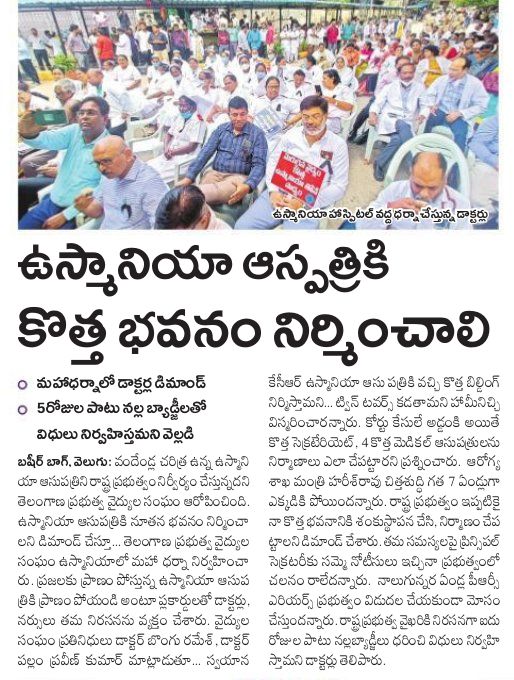 ఉస్మానియా హాస్పిటల్ వద్ద ధర్నా చేస్తున్న డాక్టర్లు
ఉస్మానియా ఆస్పత్రికి
కొత్త భవనం నిర్మించాలి
మహాధర్నాలో డాక్టర్ల డిమాండ్
5రోజుల పాటు నల్ల బ్యాడ్జీలతో
విధులు నిర్వహిస్తమని వెల్లడి
బషీర్ బాగ్, వెలుగు: వందేండ్ల చరిత్ర ఉన్న ఉస్మాని
యా ఆసుపత్రిని రాష్ట్ర ప్రభుత్వం నిర్వీర్యం చేస్తున్నదని
తెలంగాణ ప్రభుత్వ వైద్యుల సంఘం ఆరోపించింది.
ఉస్మానియా ఆసుపత్రికి నూతన భవనం నిర్మించా
లని డిమాండ్ చేస్తూ... తెలంగాణ ప్రభుత్వ వైద్యుల
సంఘం ఉస్మానియాలో మహా ధర్నా నిర్వహించా
రు. ప్రజలకు ప్రాణం పోస్తున్న ఉస్మానియా ఆసుప
త్రికి ప్రాణం పోయండి అంటూ ప్లకార్డులతో డాక్టర్లు,
నర్సులు తమ నిరసనను వ్యక్తం చేశారు. వైద్యుల
సంఘం ప్రతినిధులు డాక్టర్ బొంగు రమేశ్, డాక్టర్
పల్లం ప్రవీణ్ కుమార్ మాట్లాడుతూ... స్వయాన
కేసీఆర్ ఉస్మానియా ఆసు పత్రికి వచ్చి కొత్త బిల్డింగ్
నిర్మిస్తామని... ట్విన్ టవర్స్ కడతామని హామీనిచ్చి
విస్మరించారన్నారు. కోర్టు కేసులే అడ్డంకి అయితే
కొత్త సెక్రటేరియెట్, 4 కొత్త మెడికల్ ఆసుపత్రులను
నిర్మాణాలు ఎలా చేపట్టారని ప్రశ్నించారు. ఆరోగ్య
శాఖ మంత్రి హరీశ్‌రావు చిత్తశుద్ధి గత 7 ఏండ్లుగా
ఎక్కడికి పోయిందన్నారు. రాష్ట్ర ప్రభుత్వం ఇప్పటికై
నా కొత్త భవనానికి శంకుస్థాపన చేసి, నిర్మాణం చేప
ట్టాలని డిమాండ్ చేశారు. తమ సమస్యలపై ప్రిన్సిపల్
సెక్రటరీకు సమ్మె నోటీసులు ఇచ్చినా ప్రభుత్వంలో
చలనం రాలేదన్నారు. నాలుగున్నర ఏండ్ల పీఆర్సీ
ఎరియర్స్ ప్రభుత్వం విడుదల చేయకుండా మోసం
చేస్తుందన్నారు. రాష్ట్ర ప్రభుత్వ వైఖరికి నిరసనగా ఐదు
రోజుల పాటు నల్లబ్యాడ్జీలు ధరించి విధులు నిర్వహి
స్తామని డాక్టర్లు తెలిపారు.